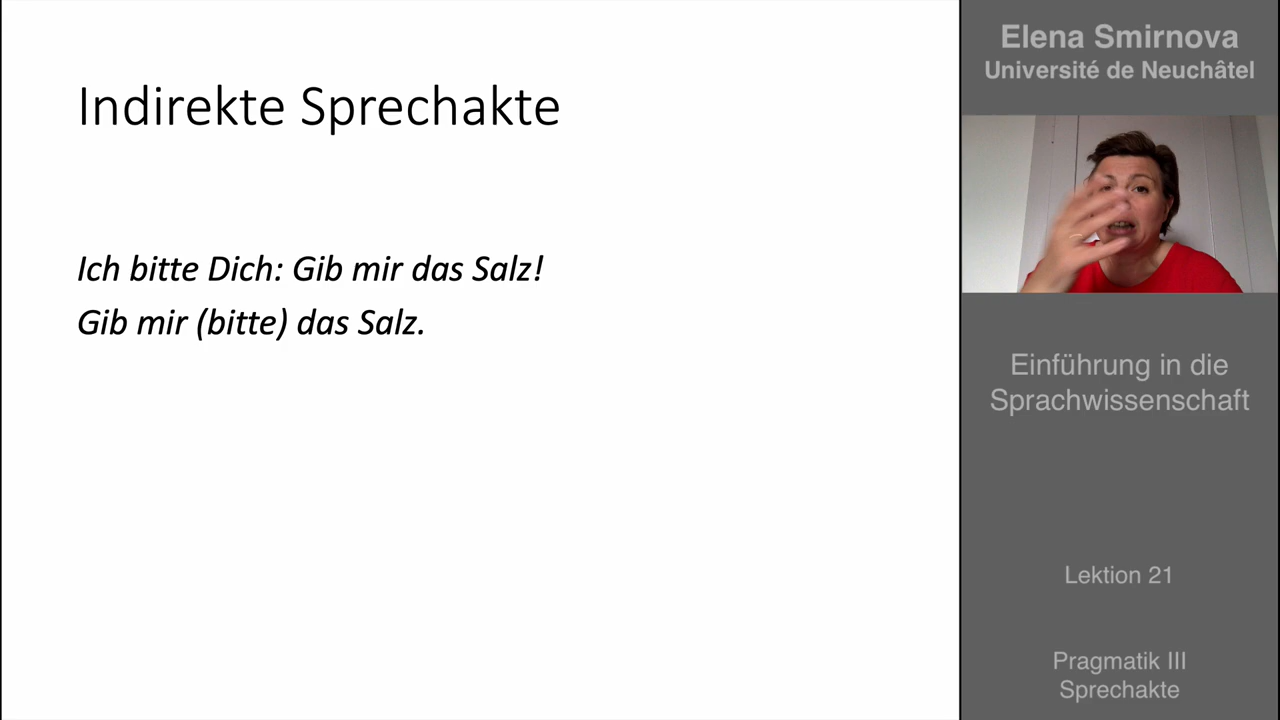 Indirekte Sprechakte
Ich bitte Dich: Gib mir das Salz!
Gib mir (bitte) das Salz.
Elena Smirnova
Université de Neuchâtel
Einführung in die
Sprachwissenschaft
Lektion 21
Pragmatik III
Sprechakte